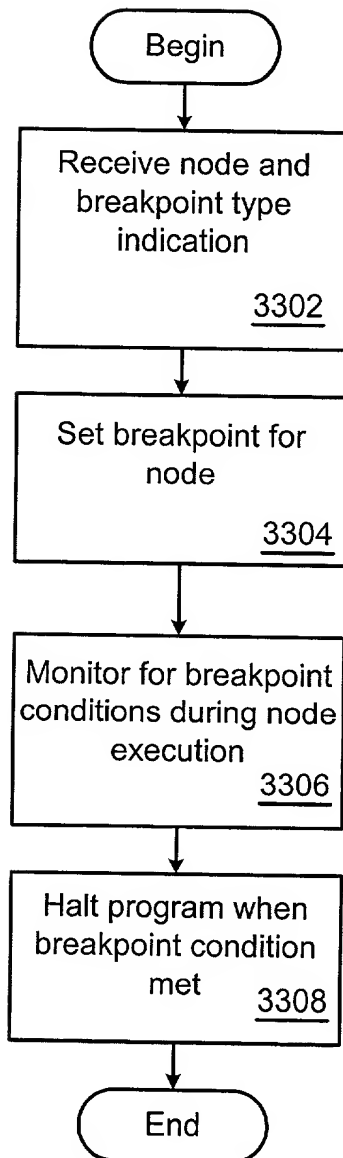 Begin
Receive node and
breakpoint type
indication
3302
Set breakpoint for
node
3304
Monitor for breakpoint
conditions during node
execution
3306
Halt program when
breakpoint condition
met
3308
End